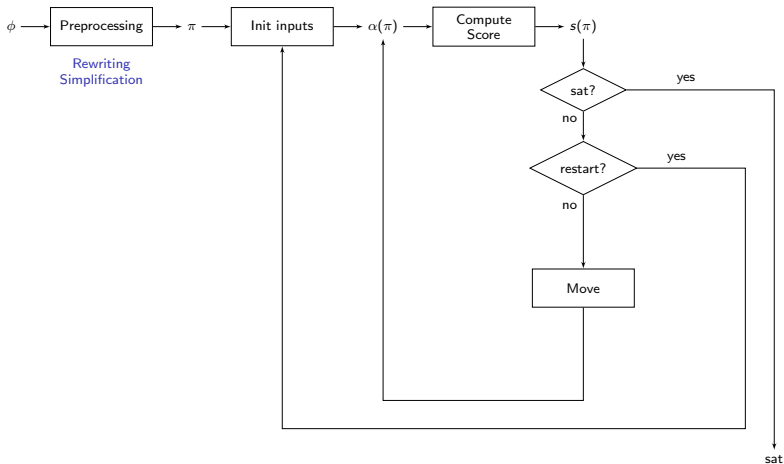 ϕ
Preprocessing
π
Init inputs
α(π)
Compute
Score
s(π)
Rewriting
Simplification
sat?
yes
no
restart?
yes
no
Move
sat